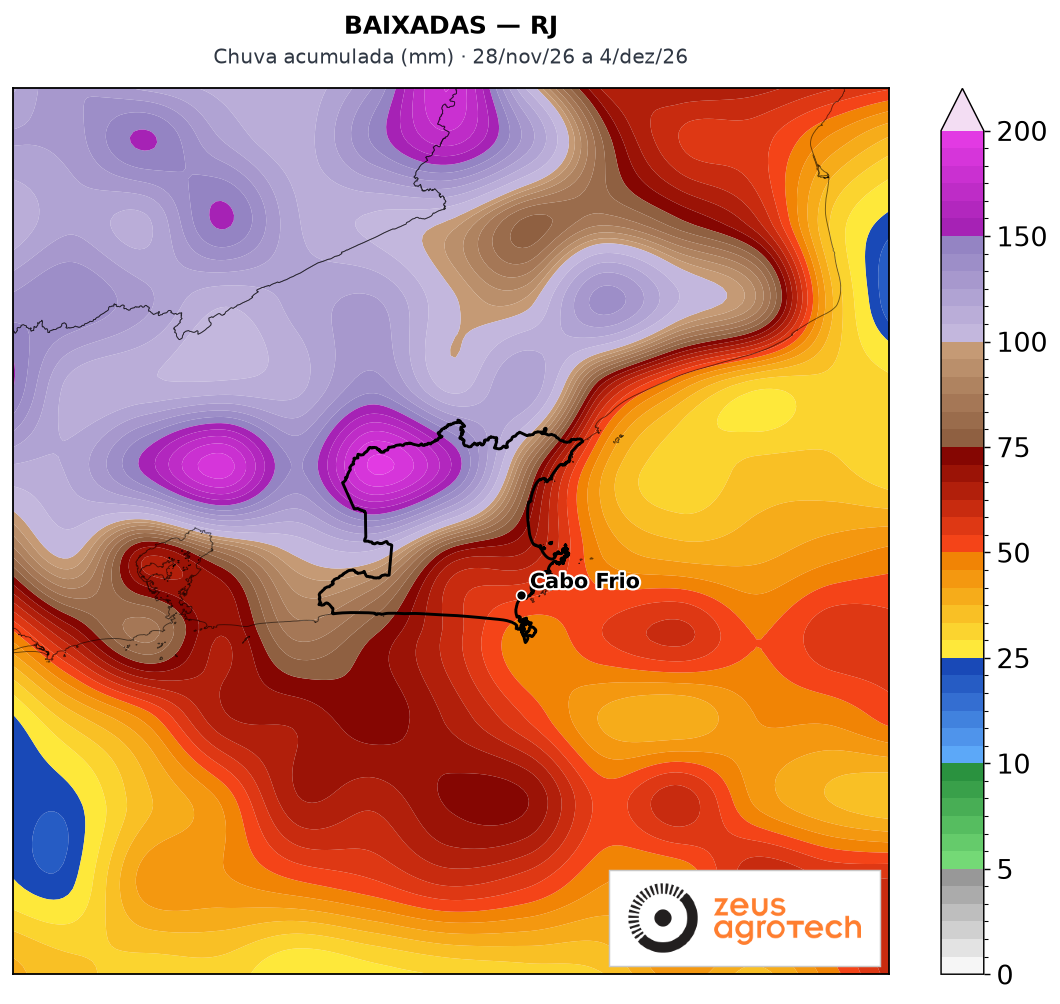 BAIXADAS — RJ
Chuva acumulada (mm) · 28/nov/26 a 4/dez/26
200
150
100
75
50
25
10
5
0
Cabo Frio
zeus
agrotech